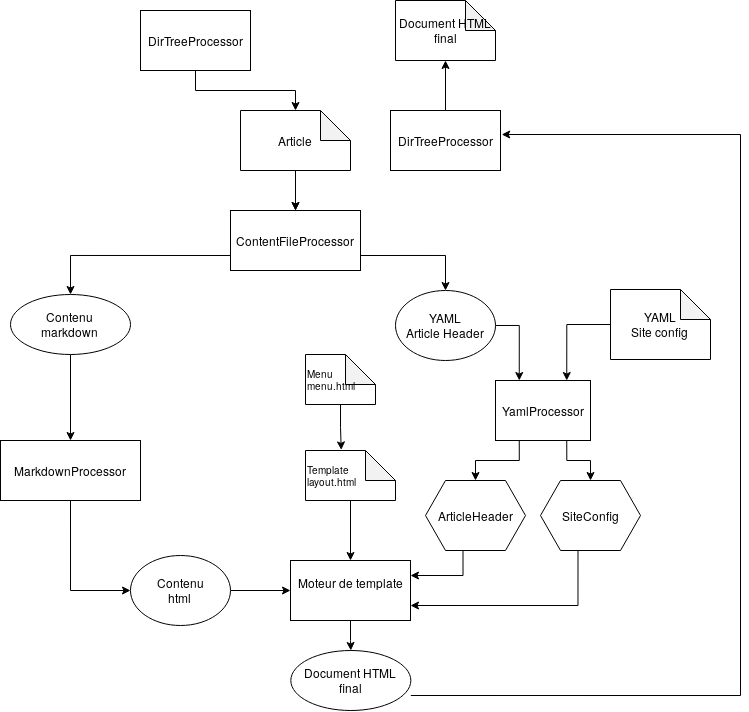 Document HTML
final
DirTreeProcessor
Article
DirTreeProcessor
ContentFileProcessor
Contenu
markdown
YAML
Article Header
YAML
Site config
Menu
menu.html
YamlProcessor
MarkdownProcessor
Template
layout.html
ArticleHeader
SiteConfig
Contenu
html
Moteur de template
Document HTML
final